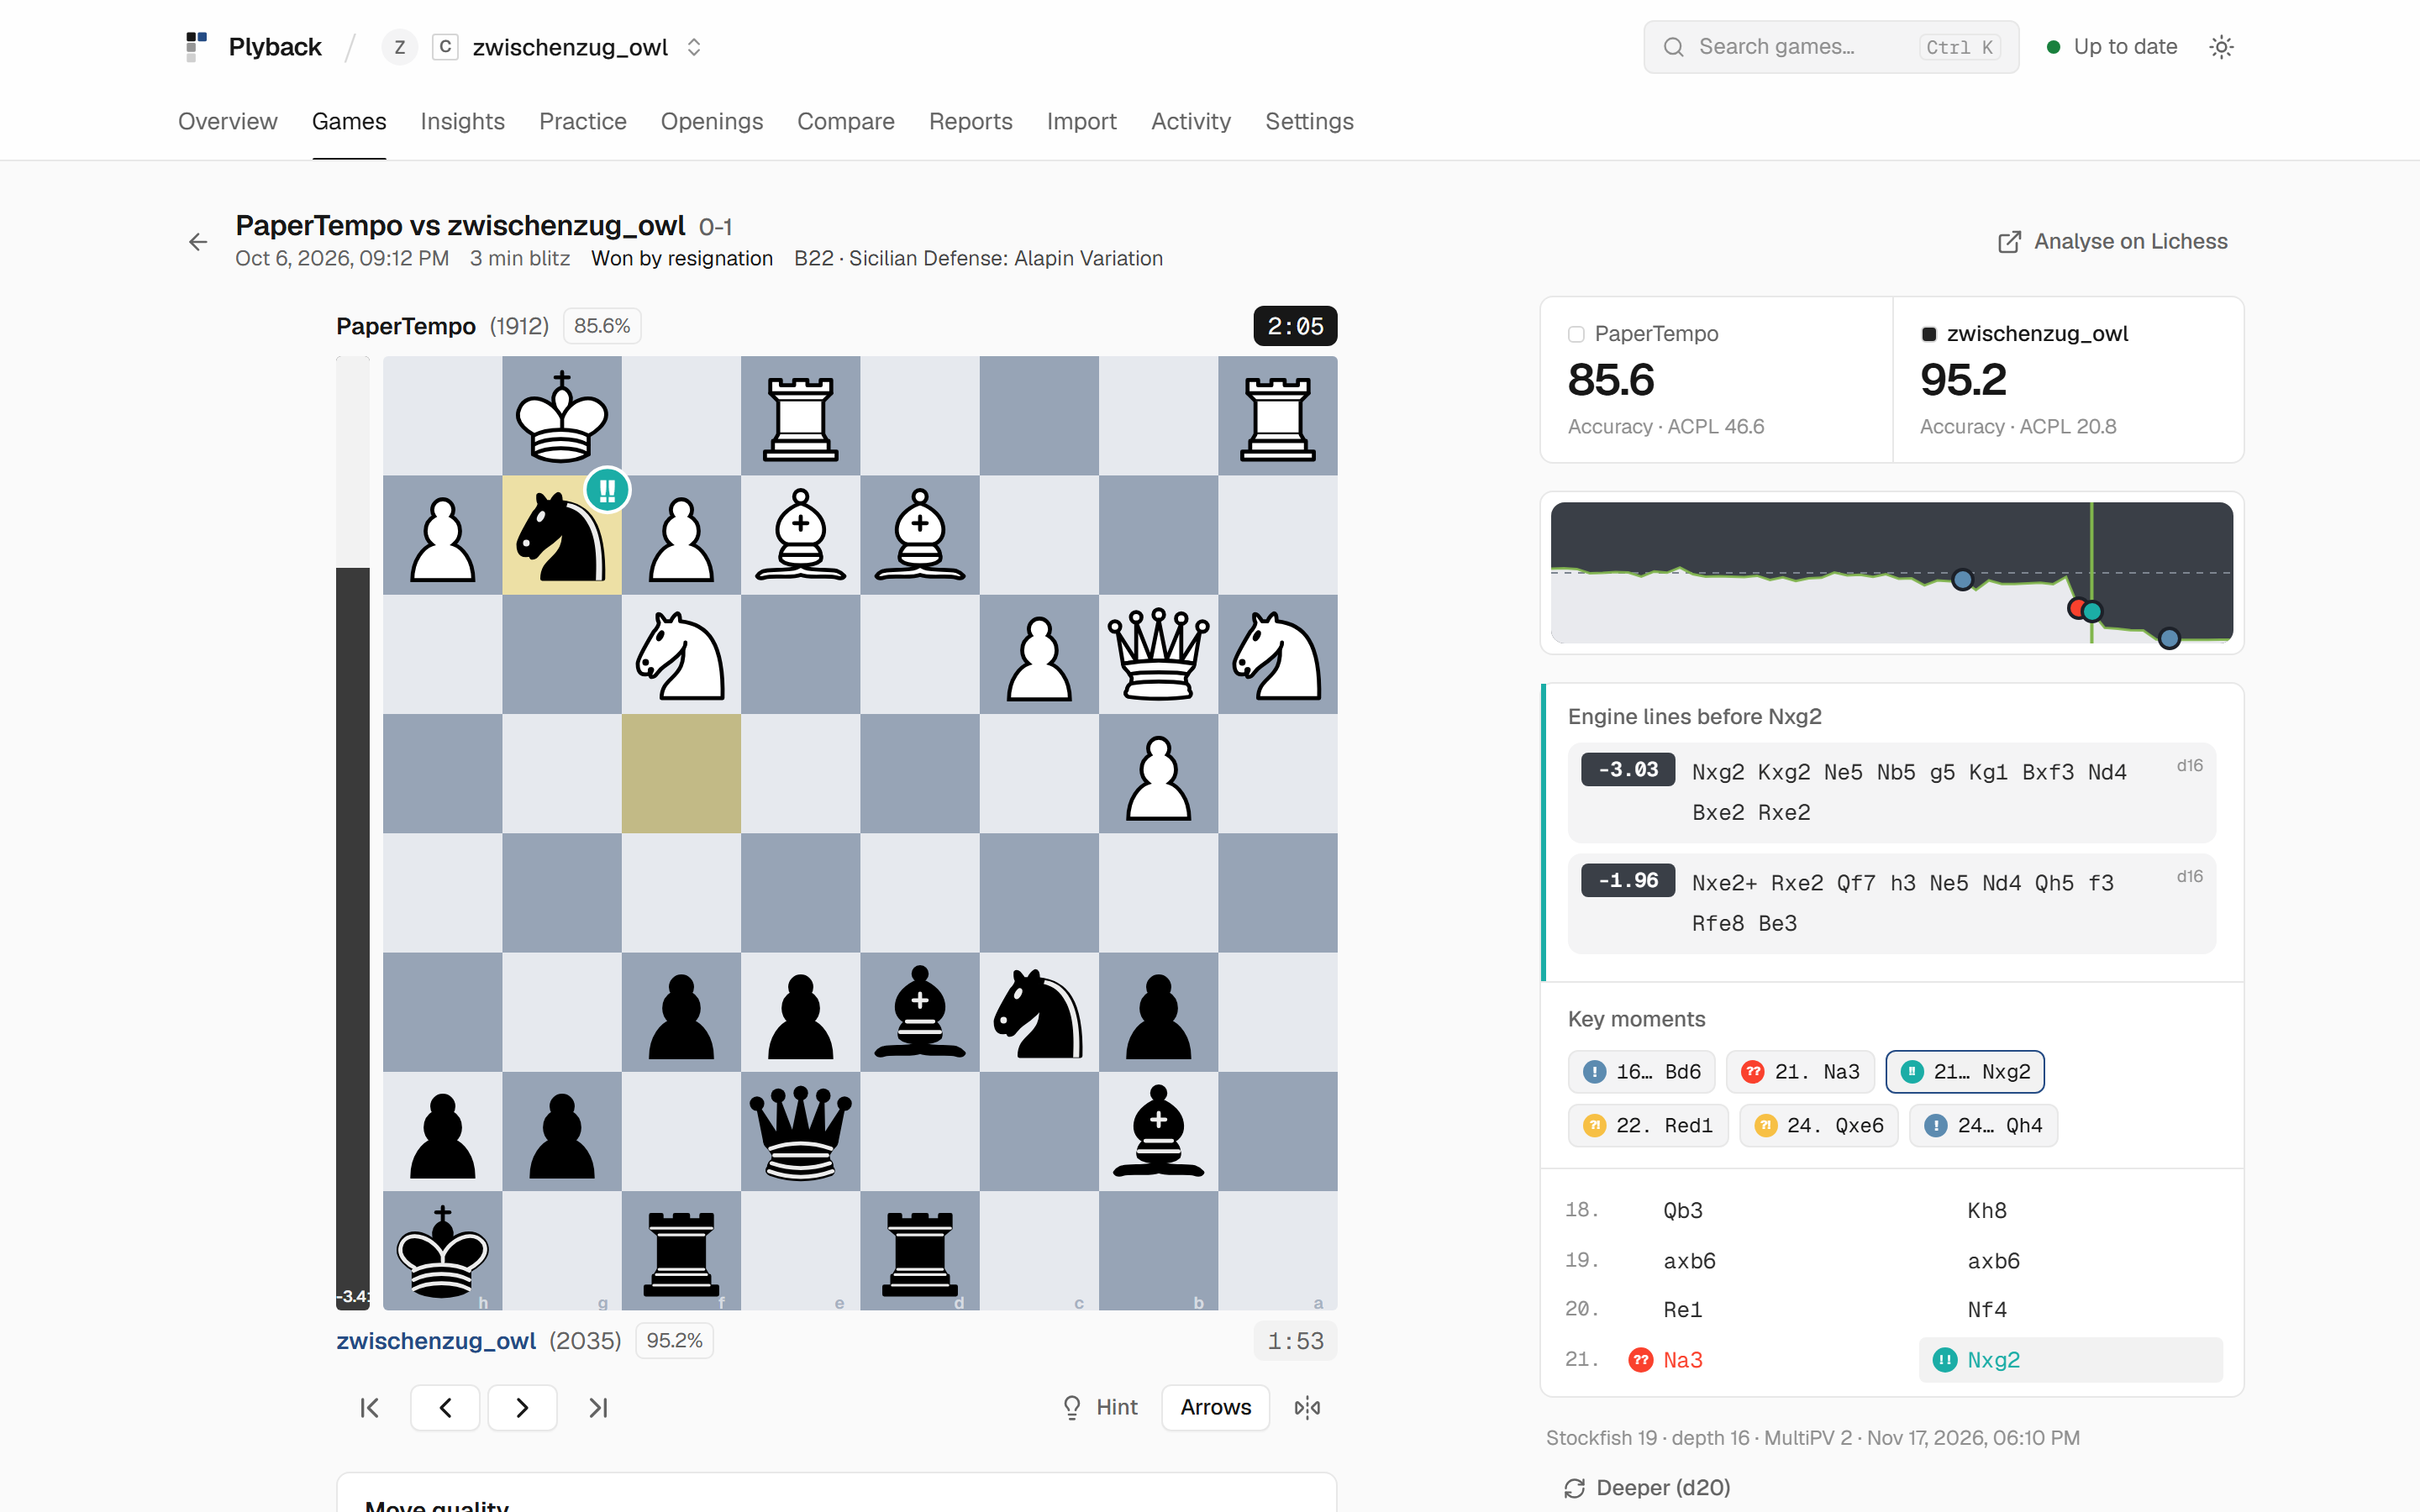 Plyback / Z C zwischenzug_owl
Search games... Ctrl K
Up to date
Overview Games Insights Practice Openings Compare Reports Import Activity Settings
PaperTempo vs zwischenzug_owl 0-1
Oct 6, 2026, 09:12 PM 3 min blitz Won by resignation B22 · Sicilian Defense: Alapin Variation
Analyse on Lichess
PaperTempo (1912) 85.6%
2:05
!!
-3.41
h g f e d c b a
zwischenzug_owl (2035) 95.2%
1:53
Hint Arrows
Move quality
PaperTempo
85.6
Accuracy · ACPL 46.6
zwischenzug_owl
95.2
Accuracy · ACPL 20.8
Engine lines before Nxg2
-3.03 Nxg2 Kxg2 Ne5 Nb5 g5 Kg1 Bxf3 Nd4 d16
Bxe2 Rxe2
-1.96 Nxe2+ Rxe2 Qf7 h3 Ne5 Nd4 Qh5 f3 d16
Rfe8 Be3
Key moments
! 16… Bd6 ?? 21. Na3 !! 21… Nxg2
?! 22. Red1 ?! 24. Qxe6 ! 24… Qh4
18. Qb3 Kh8
19. axb6 axb6
20. Re1 Nf4
21. ?? Na3 !! Nxg2
Stockfish 19 · depth 16 · MultiPV 2 · Nov 17, 2026, 06:10 PM
Deeper (d20)